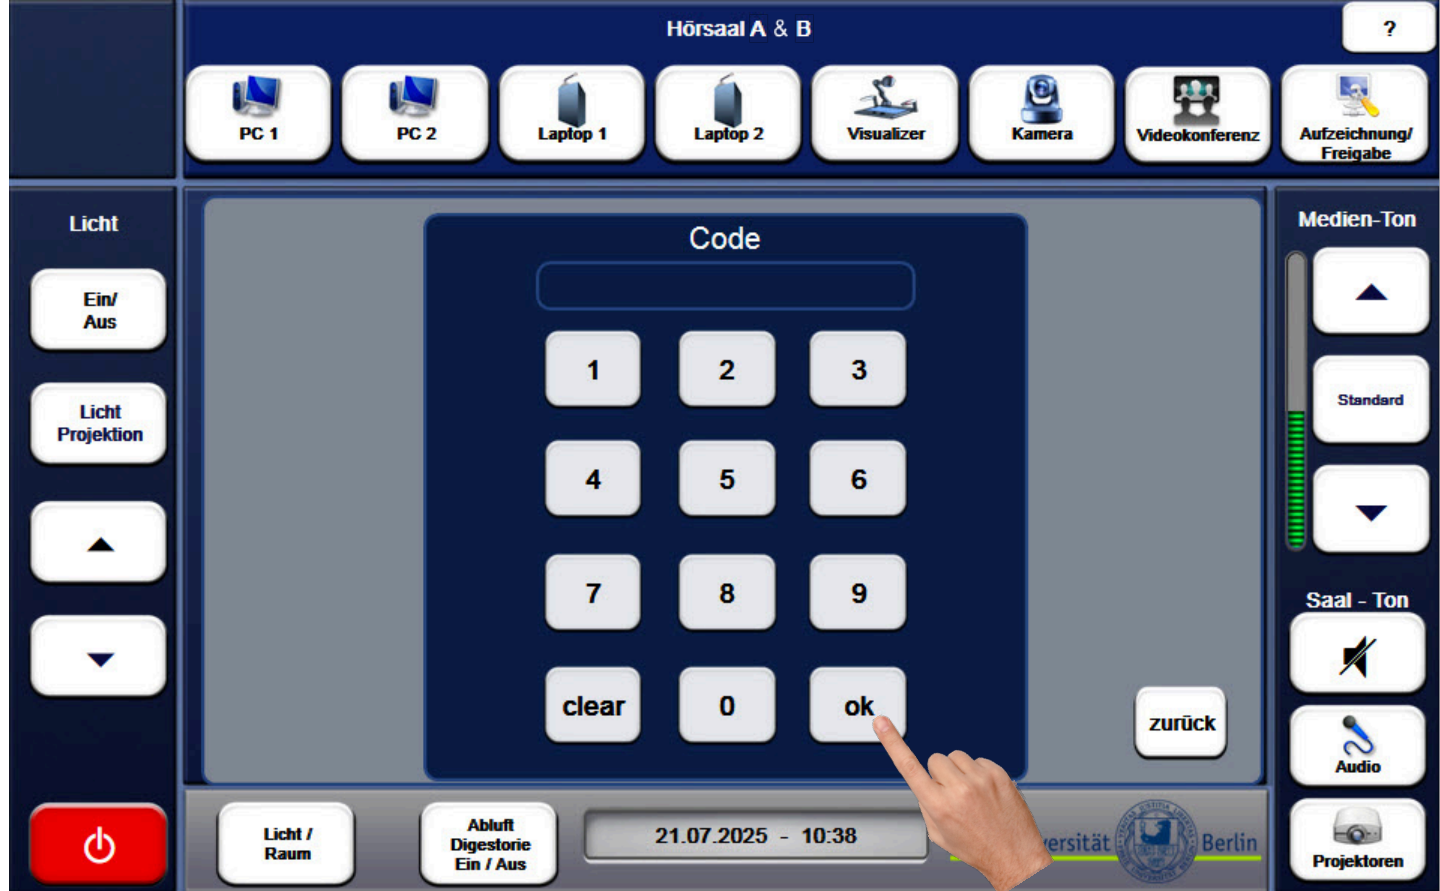 Hörsaal A & B
?
PC 1
PC 2
Laptop 1
Laptop 2
Visualizer
Kamera
Videokonferenz
Aufzeichnung/
Freigabe
Licht
Ein/
Aus
Licht
Projektion
Code
1
2
3
4
5
6
7
8
9
clear
0
ok
zurück
Medien-Ton
Standard
Saal - Ton
Audio
Projektoren
Licht /
Raum
Abluft
Digestorie
Ein / Aus
21.07.2025 - 10:38
ersität
Berlin